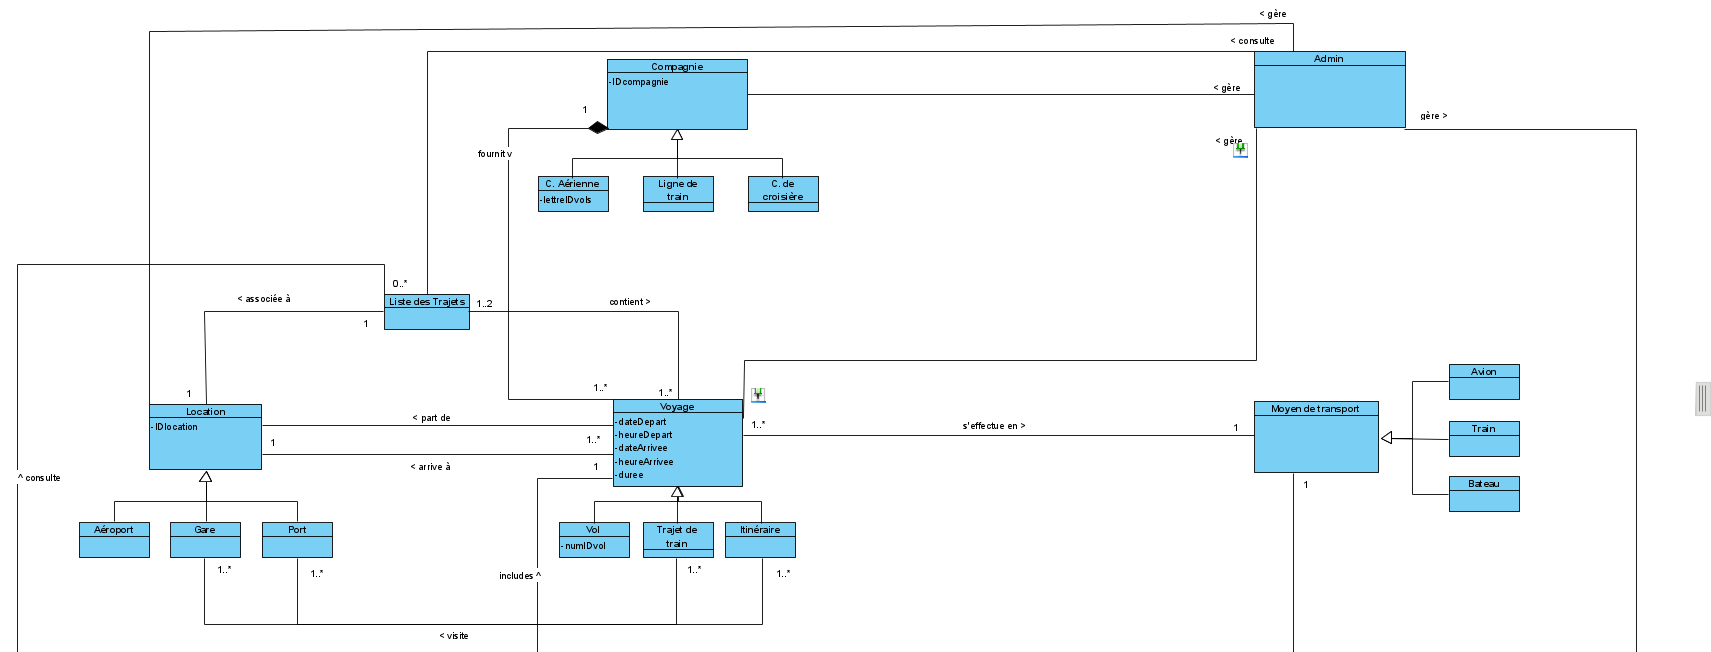 < gère
< consulte
Admin
Compagnie
-IDcompagnie
< gère
1
gère >
< gère
fournit v
C. Aérienne
-lettreIDvols
Ligne de
train
C. de
croisière
0..*
< associée à
Liste des Trajets
1..2
contient >
1
Avion
1
1..*
1..*
Location
-IDlocation
< part de
Voyage
-dateDepart
-heureDepart
-dateArrivee
-heureArrivee
-duree
1..*
s'effectue en >
1
Moyen de transport
Train
1
1..*
< arrive à
1
^ consulte
1
Bateau
Aéroport
Gare
Port
Vol
-numIDvol
Trajet de
train
Itinéraire
1..*
1..*
includes ^
1..*
1..*
< visite